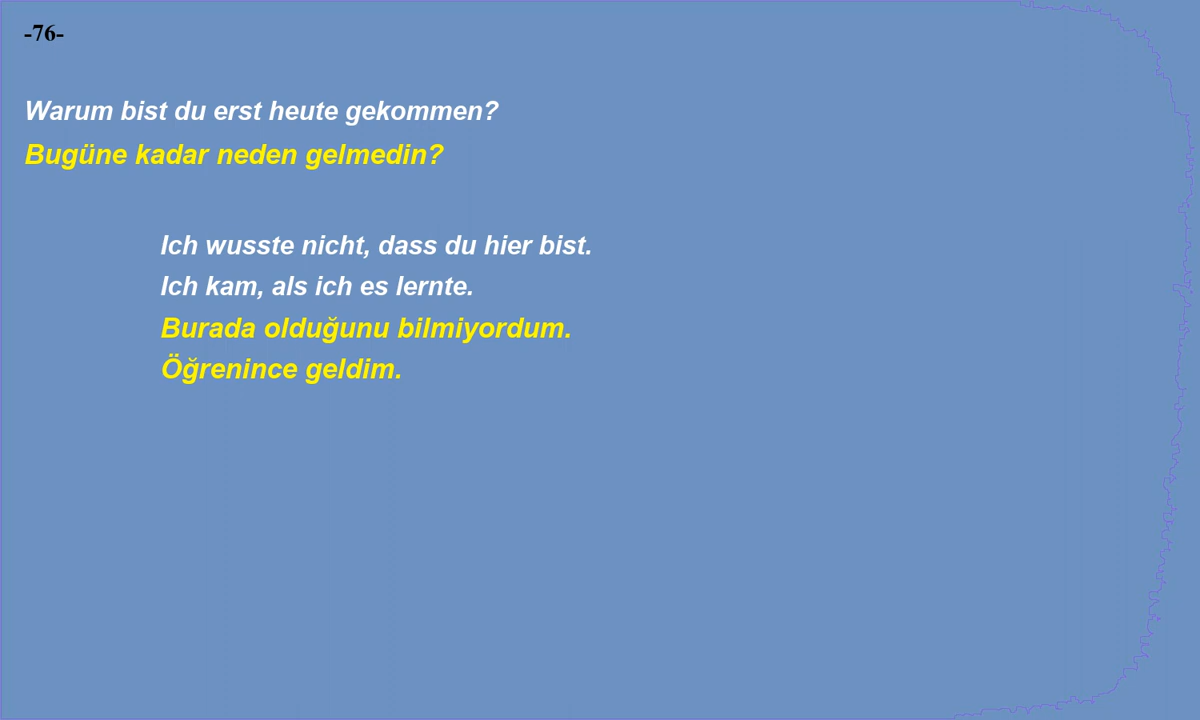 -76-
Warum bist du erst heute gekommen?
Bugüne kadar neden gelmedin?
Ich wusste nicht, dass du hier bist.
Ich kam, als ich es lernte.
Burada olduğunu bilmiyordum.
Öğrenince geldim.